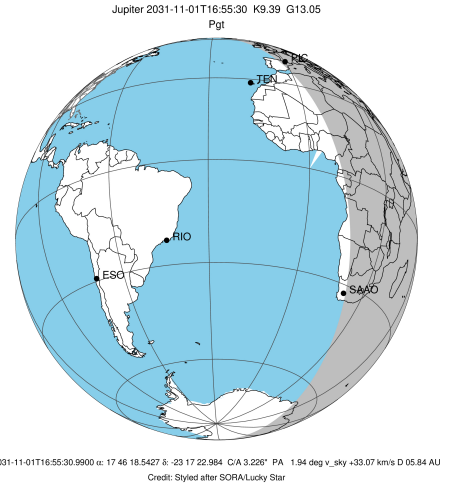 Jupiter 2031-11-01T16:55:30 K9.39 G13.05
Pgt
PIC
TEN
RIO
ESO
SAAO
031-11-01T16:55:30.9900 α: 17 46 18.5427 δ: -23 17 22.984 C/A 3.226" PA 1.94 deg v_sky +33.07 km/s D 05.84 AU
Credit: Styled after SORA/Lucky Star